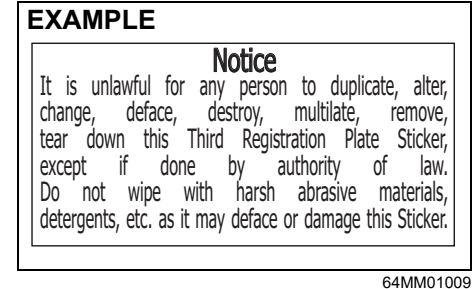 EXAMPLE
Notice
It is unlawful for any person to duplicate, alter,
change, deface, destroy, multilate, remove,
tear down this Third Registration Plate Sticker,
except if done by authority of law.
Do not wipe with harsh abrasive materials,
detergents, etc. as it may deface or damage this Sticker.
64MM01009